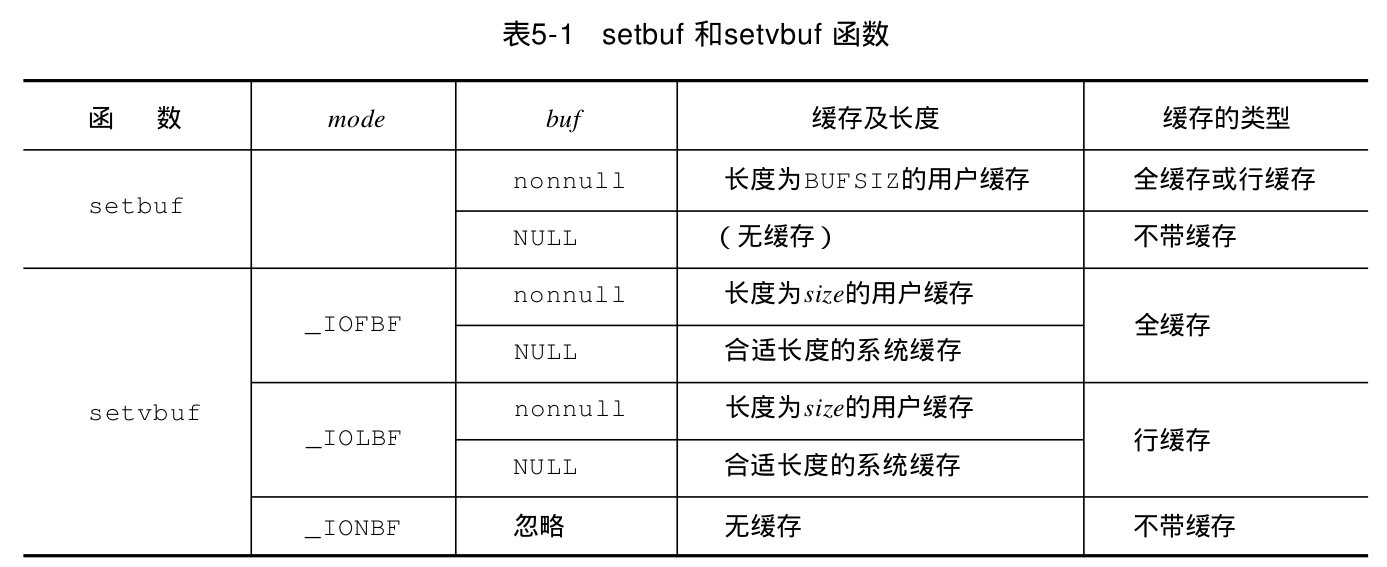 表5-1 setbuf 和setvbuf 函数
函 数 mode buf 缓存及长度 缓存的类型
setbuf nonnull 长度为BUFSIZ的用户缓存 全缓存或行缓存
NULL （无缓存） 不带缓存
setvbuf _IOFBF nonnull 长度为size的用户缓存 全缓存
NULL 合适长度的系统缓存
_IOLBF nonnull 长度为size的用户缓存 行缓存
NULL 合适长度的系统缓存
_IONBF 忽略 无缓存 不带缓存